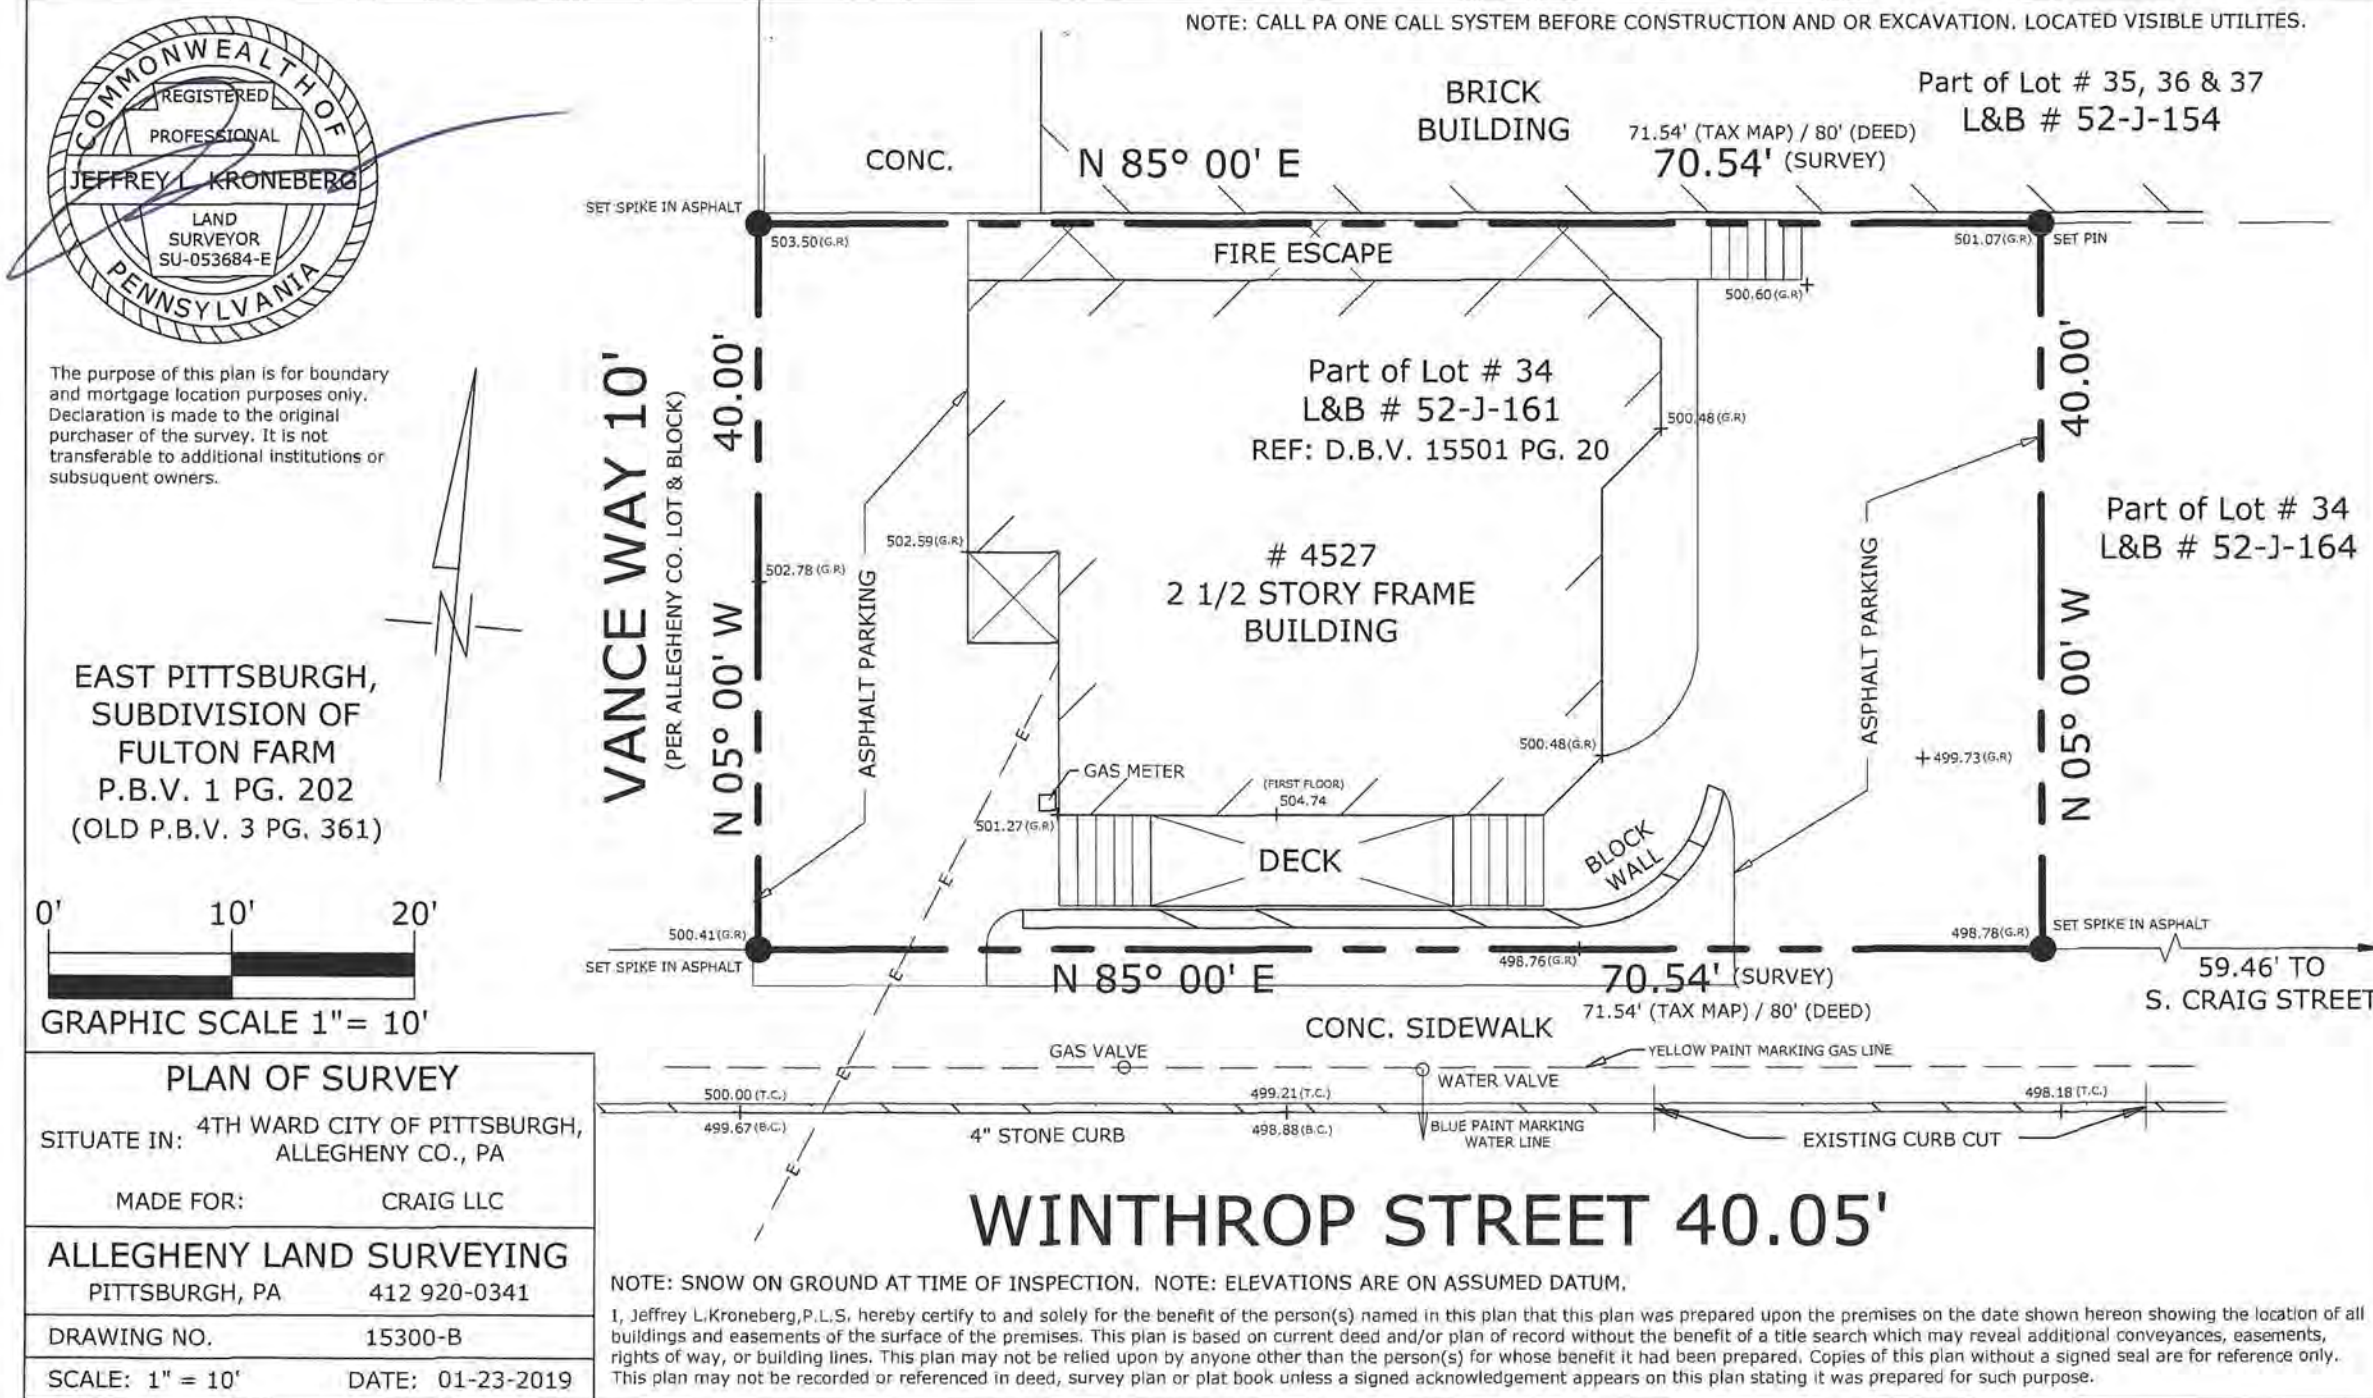 NOTE: CALL PA ONE CALL SYSTEM BEFORE CONSTRUCTION AND OR EXCAVATION. LOCATED VISIBLE UTILITES.
COMMONWEALTH OF
REGISTERED
PROFESSIONAL
JEFFREY L. KRONEBERG
LAND
SURVEYOR
SU-053684-E
PENNSYLVANIA
The purpose of this plan is for boundary
and mortgage location purposes only.
Declaration is made to the original
purchaser of the survey. It is not
transferable to additional institutions or
subsuquent owners.
N
EAST PITTSBURGH,
SUBDIVISION OF
FULTON FARM
P.B.V. 1 PG. 202
(OLD P.B.V. 3 PG. 361)
0' 10' 20'
GRAPHIC SCALE 1"= 10'
BRICK
BUILDING
Part of Lot # 35, 36 & 37
L&B # 52-J-154
CONC.
N 85° 00' E
71.54' (TAX MAP) / 80' (DEED)
70.54' (SURVEY)
SET SPIKE IN ASPHALT
503.50(G.R)
FIRE ESCAPE
501.07(G.R)
SET PIN
500.60(G.R)
VANCE WAY 10'
(PER ALLEGHENY CO. LOT & BLOCK)
N 05° 00' W 40.00'
ASPHALT PARKING
Part of Lot # 34
L&B # 52-J-161
REF: D.B.V. 15501 PG. 20
500.48(G.R)
502.59(G.R)
502.78(G.R)
# 4527
2 1/2 STORY FRAME
BUILDING
ASPHALT PARKING
N 05° 00' W 40.00'
Part of Lot # 34
L&B # 52-J-164
E
500.48(G.R)
499.73(G.R)
GAS METER
(FIRST FLOOR)
504.74
501.27(G.R)
DECK
BLOCK
WALL
E
500.41(G.R)
SET SPIKE IN ASPHALT
498.78(G.R)
SET SPIKE IN ASPHALT
59.46' TO
S. CRAIG STREET
E
N 85° 00' E
498.76(G.R)
70.54' (SURVEY)
71.54' (TAX MAP) / 80' (DEED)
CONC. SIDEWALK
GAS VALVE
YELLOW PAINT MARKING GAS LINE
E
WATER VALVE
500.00(T.C.)
499.21(T.C.)
498.18(T.C.)
499.67(B.C.)
4" STONE CURB
498.88(B.C.)
BLUE PAINT MARKING
WATER LINE
EXISTING CURB CUT
E
WINTHROP STREET 40.05'
PLAN OF SURVEY
SITUATE IN: 4TH WARD CITY OF PITTSBURGH,
ALLEGHENY CO., PA
MADE FOR: CRAIG LLC
ALLEGHENY LAND SURVEYING
PITTSBURGH, PA 412 920-0341
DRAWING NO. 15300-B
SCALE: 1" = 10' DATE: 01-23-2019
NOTE: SNOW ON GROUND AT TIME OF INSPECTION. NOTE: ELEVATIONS ARE ON ASSUMED DATUM.
I, Jeffrey L.Kroneberg,P.L.S. hereby certify to and solely for the benefit of the person(s) named in this plan that this plan was prepared upon the premises on the date shown hereon showing the location of all
buildings and easements of the surface of the premises. This plan is based on current deed and/or plan of record without the benefit of a title search which may reveal additional conveyances, easements,
rights of way, or building lines. This plan may not be relied upon by anyone other than the person(s) for whose benefit it had been prepared. Copies of this plan without a signed seal are for reference only.
This plan may not be recorded or referenced in deed, survey plan or plat book unless a signed acknowledgement appears on this plan stating it was prepared for such purpose.